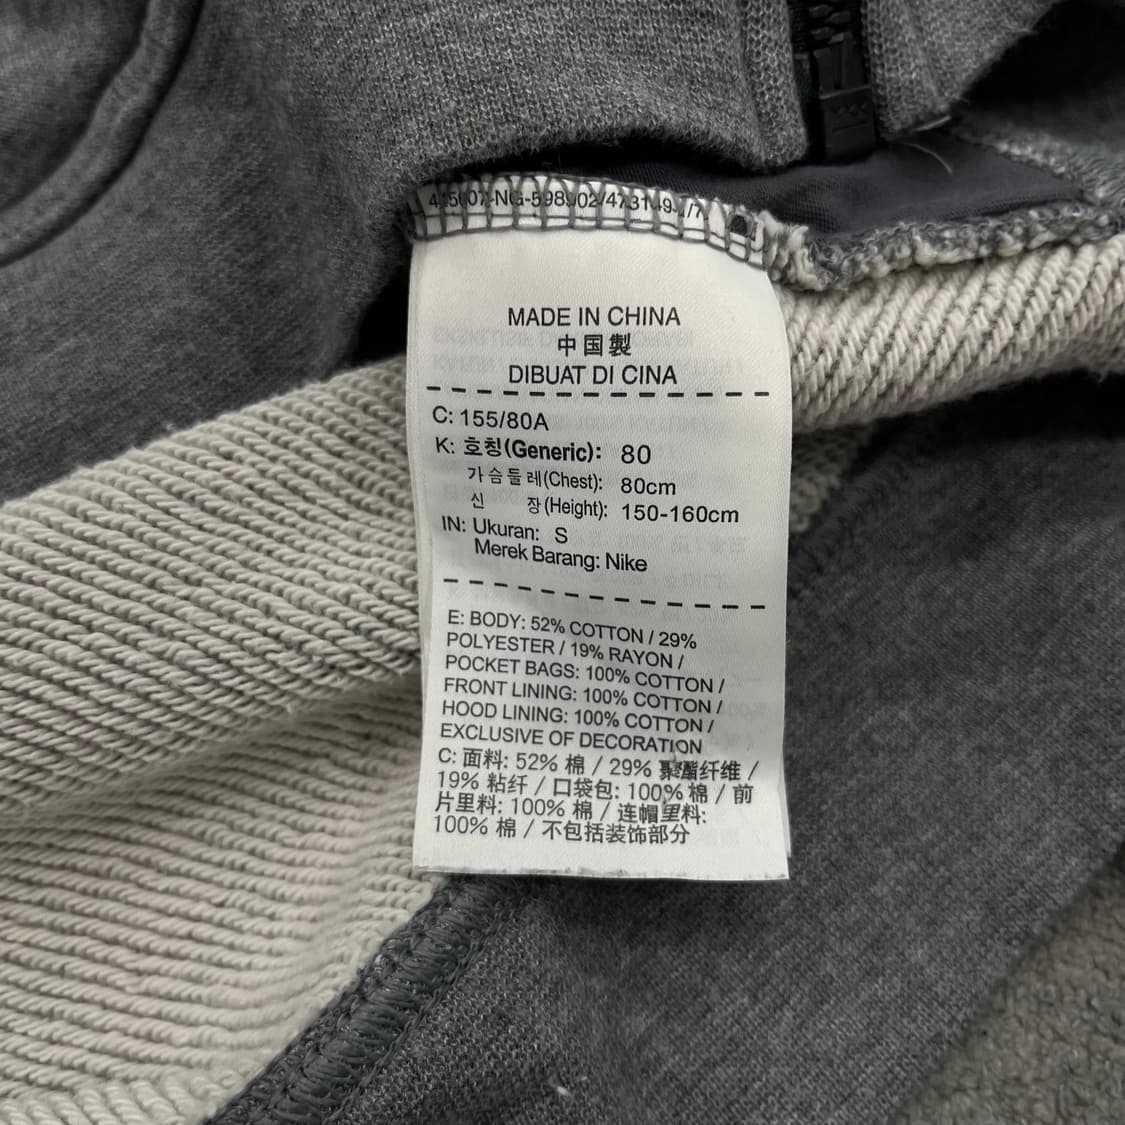 MADE IN CHINA
中国製
DIBUAT DI CINA
C: 155/80A
K: 호칭(Generic): 80
가슴둘레(Chest): 80cm
신 장(Height): 150-160cm
IN: Ukuran: S
Merek Barang: Nike
E: BODY: 52% COTTON / 29%
POLYESTER / 19% RAYON /
POCKET BAGS: 100% COTTON /
FRONT LINING: 100% COTTON /
HOOD LINING: 100% COTTON /
EXCLUSIVE OF DECORATION
C: 面料: 52% 棉 / 29% 聚酯纤维 /
19% 粘纤 / 口袋包: 100% 棉 / 前
片里料: 100% 棉 / 连帽里料:
100% 棉 / 不包括装饰部分